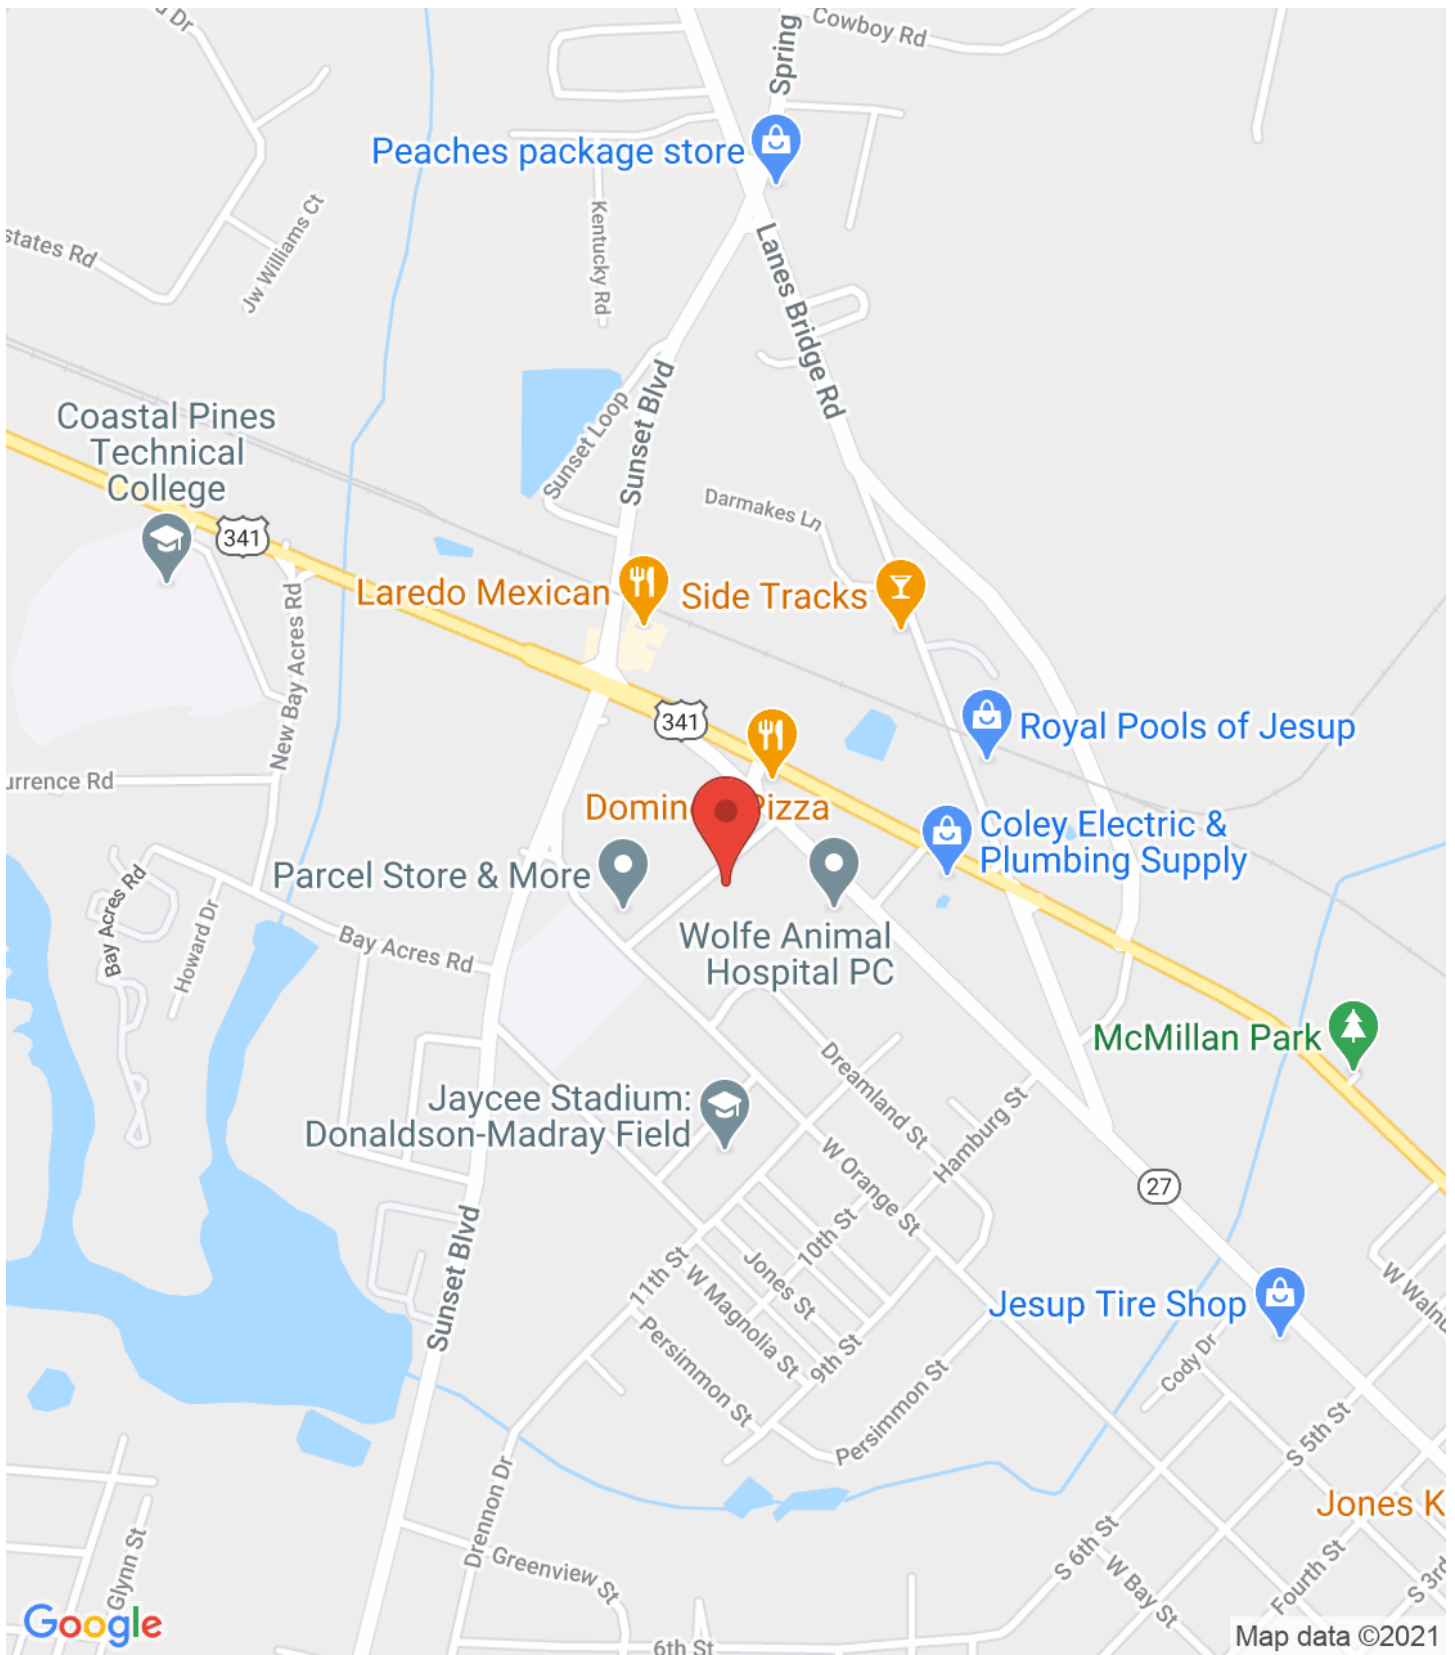 Cowboy Rd
Spring
Peaches package store
Kentucky Rd
Jw Williams Ct
states Rd
Lanes Bridge Rd
Sunset Blvd
Sunset Loop
Coastal Pines
Technical
College
341
Darmakes Ln
Laredo Mexican
Side Tracks
New Bay Acres Rd
341
Royal Pools of Jesup
urrence Rd
Pizza
Coley Electric &
Plumbing Supply
Parcel Store & More
Bay Acres Rd
Howard Dr
Bay Acres Rd
Wolfe Animal
Hospital PC
McMillan Park
Dreamland St
Jaycee Stadium:
Donaldson-Madray Field
Hamburg St
W Orange St
27
10th St
Sunset Blvd
11th St
Jones St
W Magnolia St
Jesup Tire Shop
W Waln
Persimmon St
9th St
Cody Dr
Persimmon St
S 5th St
Jones K
Drennon Dr
S 6th St
Glynn St
Greenview St
W Bay St
Fourth St
S 3rd
Google
6th St
Map data ©2021